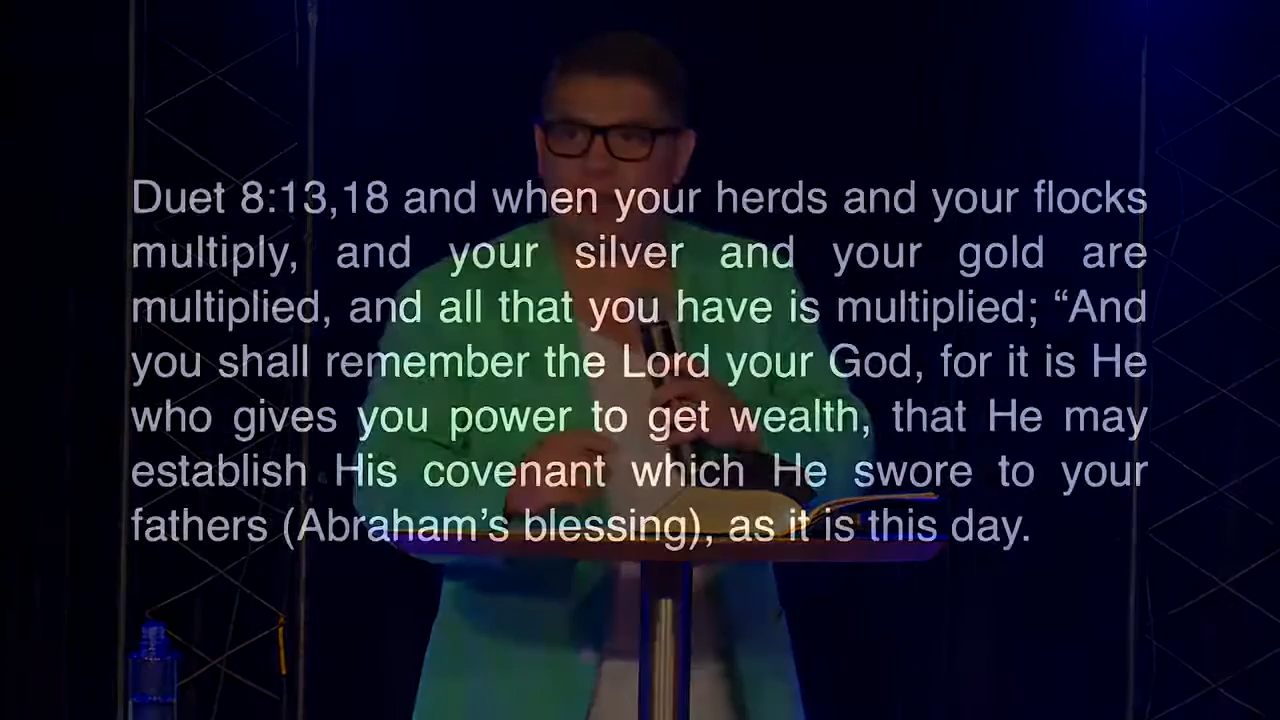 Duet 8:13,18 and when your herds and your flocks
multiply, and your silver and your gold are
multiplied, and all that you have is multiplied; “And
you shall remember the Lord your God, for it is He
who gives you power to get wealth, that He may
establish His covenant which He swore to your
fathers (Abraham’s blessing), as it is this day.